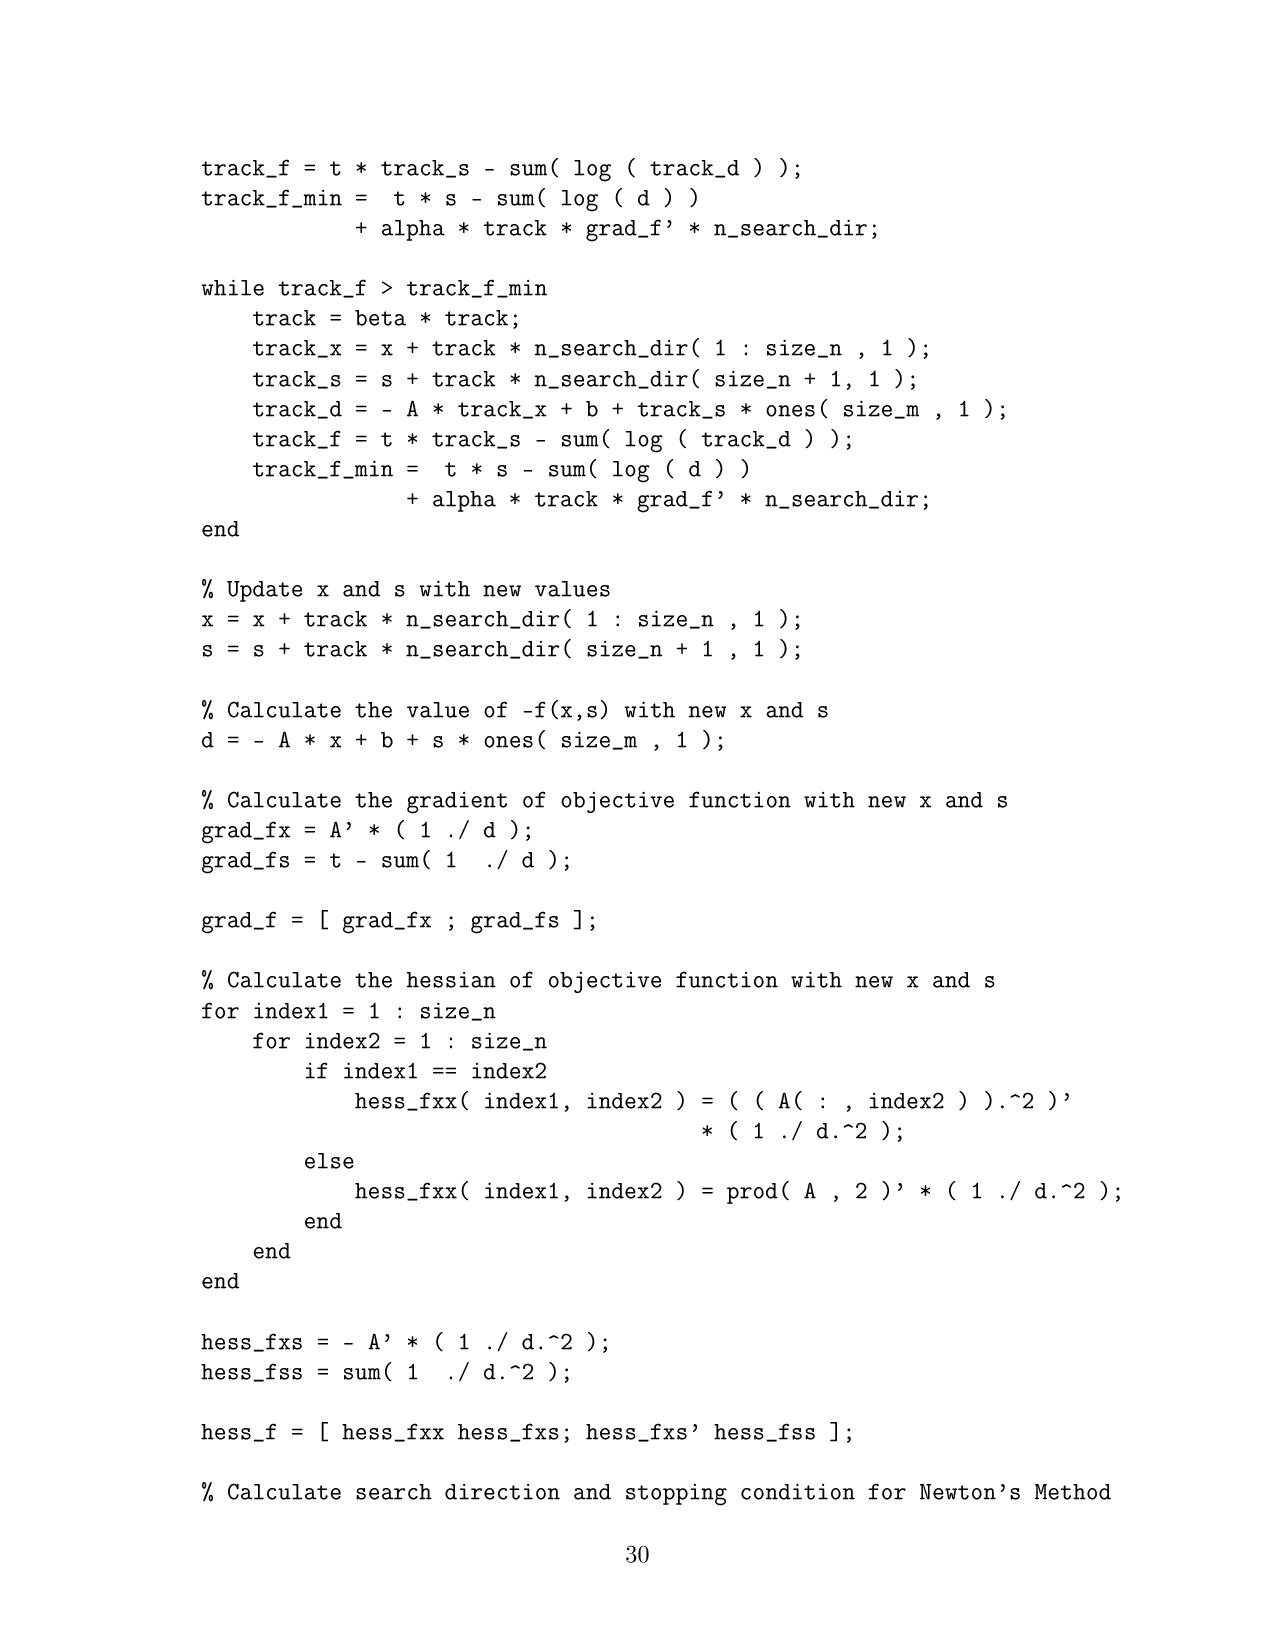 track_f = t * track_s - sum( log ( track_d ) );
track_f_min =  t * s - sum( log ( d ) )
            + alpha * track * grad_f’ * n_search_dir;

while track_f > track_f_min
    track = beta * track;
    track_x = x + track * n_search_dir( 1 : size_n , 1 );
    track_s = s + track * n_search_dir( size_n + 1, 1 );
    track_d = - A * track_x + b + track_s * ones( size_m , 1 );
    track_f = t * track_s - sum( log ( track_d ) );
    track_f_min =  t * s - sum( log ( d ) )
                + alpha * track * grad_f’ * n_search_dir;
end

% Update x and s with new values
x = x + track * n_search_dir( 1 : size_n , 1 );
s = s + track * n_search_dir( size_n + 1 , 1 );

% Calculate the value of -f(x,s) with new x and s
d = - A * x + b + s * ones( size_m , 1 );

% Calculate the gradient of objective function with new x and s
grad_fx = A’ * ( 1 ./ d );
grad_fs = t - sum( 1  ./ d );

grad_f = [ grad_fx ; grad_fs ];

% Calculate the hessian of objective function with new x and s
for index1 = 1 : size_n
    for index2 = 1 : size_n
        if index1 == index2
            hess_fxx( index1, index2 ) = ( ( A( : , index2 ) ).^2 )’
                                       * ( 1 ./ d.^2 );
        else
            hess_fxx( index1, index2 ) = prod( A , 2 )’ * ( 1 ./ d.^2 );
        end
    end
end

hess_fxs = - A’ * ( 1 ./ d.^2 );
hess_fss = sum( 1  ./ d.^2 );

hess_f = [ hess_fxx hess_fxs; hess_fxs’ hess_fss ];

% Calculate search direction and stopping condition for Newton’s Method
30